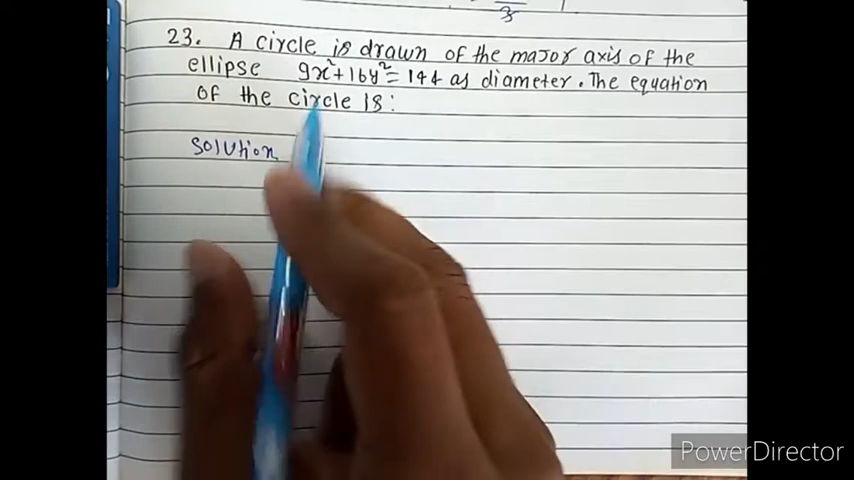 3
23. A circle is drawn of the major axis of the
ellipse 9x²+16y²= 144 as diameter. The equation
of the circle is:
Solution
PowerDirector